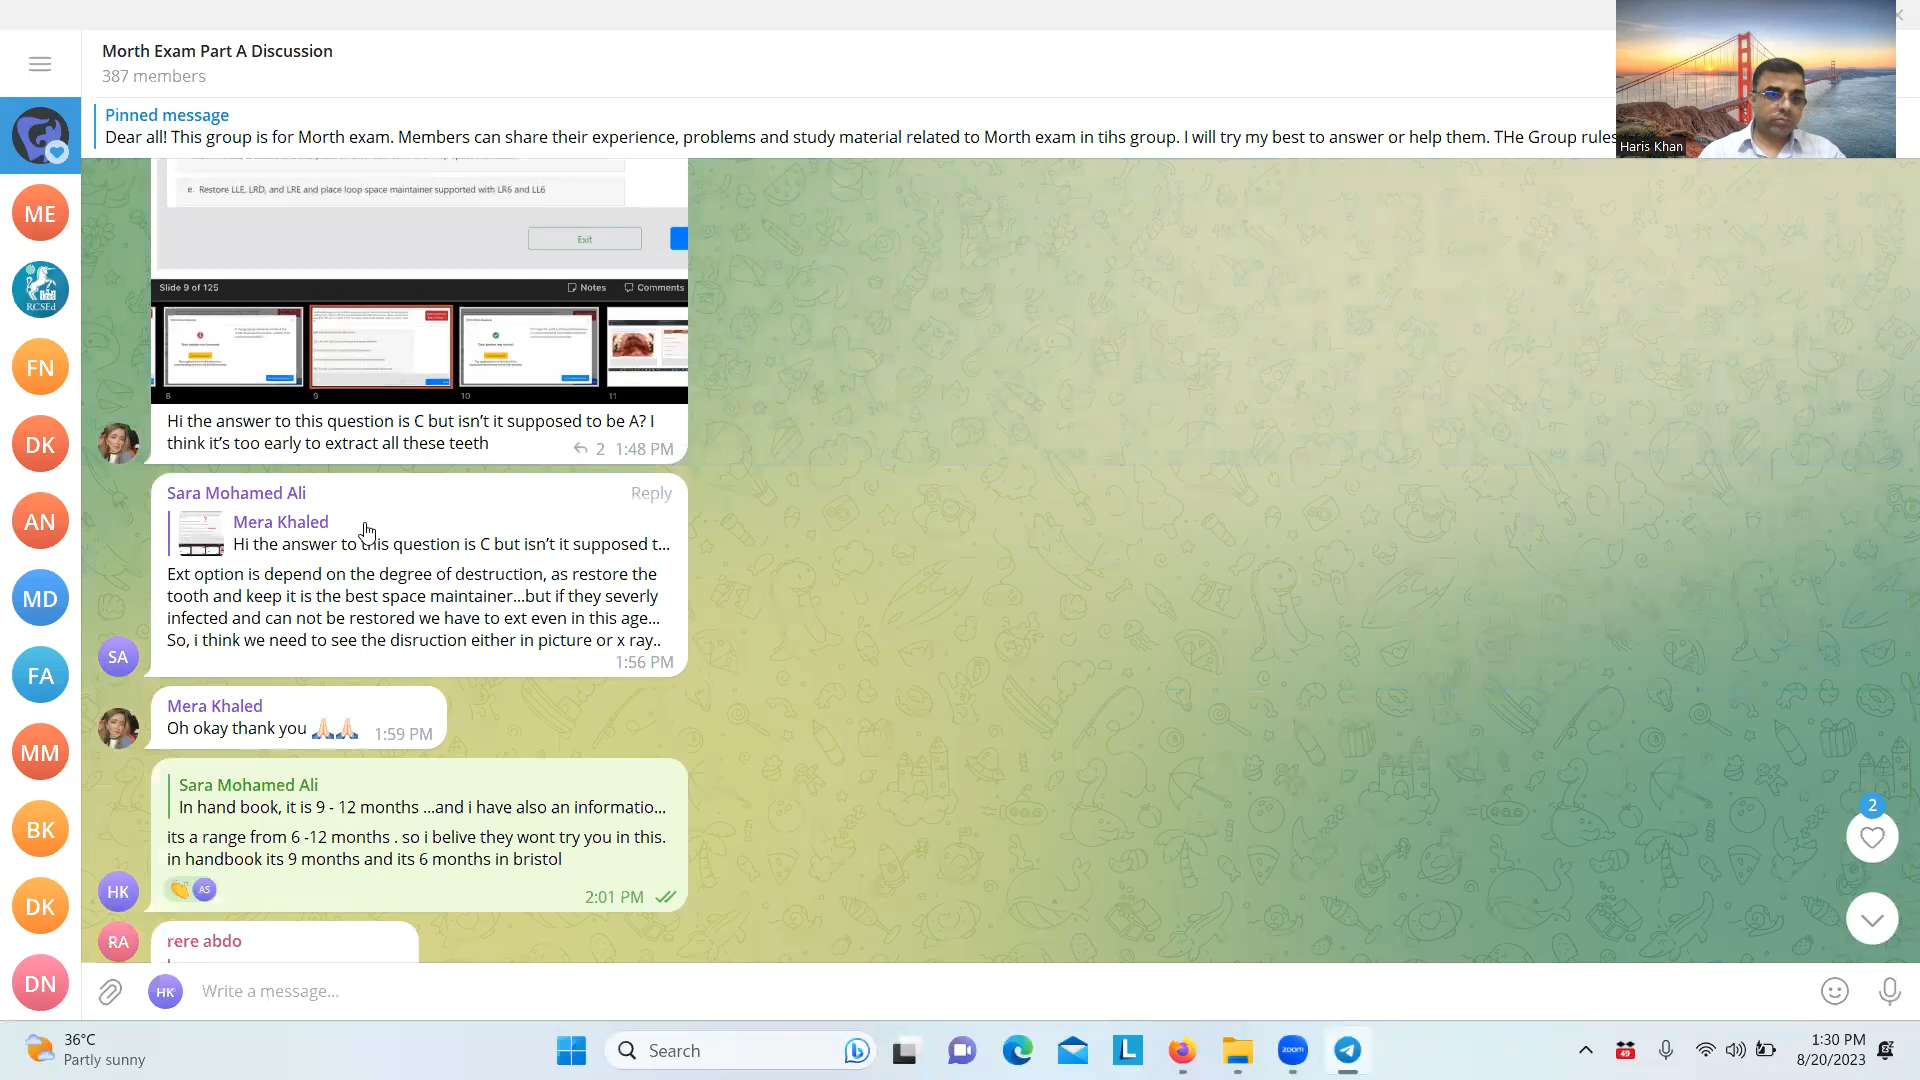 Morth Exam Part A Discussion
387 members
Pinned message
Dear all! This group is for Morth exam. Members can share their experience, problems and study material related to Morth exam in tihs group. I will try my best to answer or help them. THe Group rules
Haris Khan
ME
RCSEd
FN
DK
AN
MD
FA
MM
BK
DK
DN
e. Restore LLE, LRD, and LRE and place loop space maintainer supported with LR6 and LL6
Exit
Slide 9 of 125
Notes
Comments
8
9
10
11
Hi the answer to this question is C but isn't it supposed to be A? I
think it's too early to extract all these teeth
2 1:48 PM
Sara Mohamed Ali
Reply
Mera Khaled
Hi the answer to this question is C but isn't it supposed t...
Ext option is depend on the degree of destruction, as restore the
tooth and keep it is the best space maintainer...but if they severly
infected and can not be restored we have to ext even in this age...
So, i think we need to see the disruction either in picture or x ray..
1:56 PM
SA
Mera Khaled
Oh okay thank you 🙏🏻🙏🏻
1:59 PM
Sara Mohamed Ali
In hand book, it is 9 - 12 months ...and i have also an informatio...
its a range from 6 -12 months . so i belive they wont try you in this.
in handbook its 9 months and its 6 months in bristol
AS
2:01 PM
HK
RA
rere abdo
2
HK
Write a message...
36°C
Partly sunny
Search
L
zoom
49
1:30 PM
8/20/2023